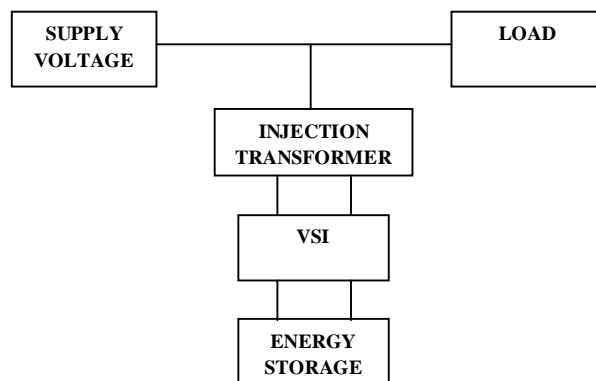 SUPPLY
VOLTAGE
LOAD
INJECTION
TRANSFORMER
VSI
ENERGY
STORAGE